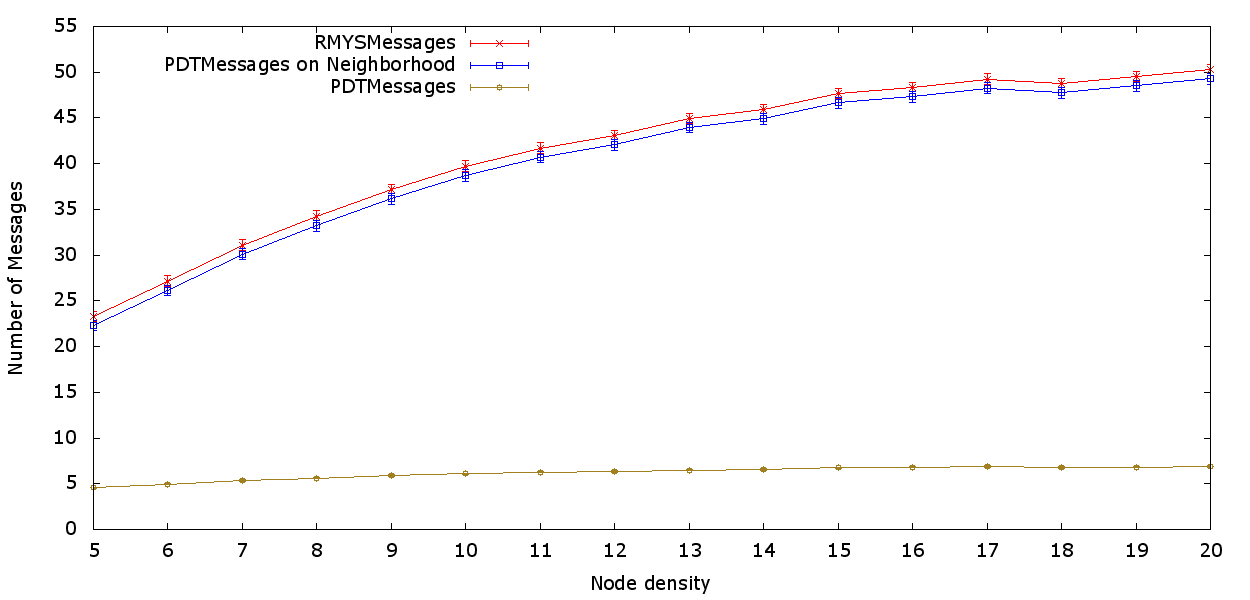 RMYSMessages
PDTMessages on Neighborhood
PDTMessages
Number of Messages
55
50
45
40
35
30
25
20
15
10
5
0
5 6 7 8 9 10 11 12 13 14 15 16 17 18 19 20
Node density